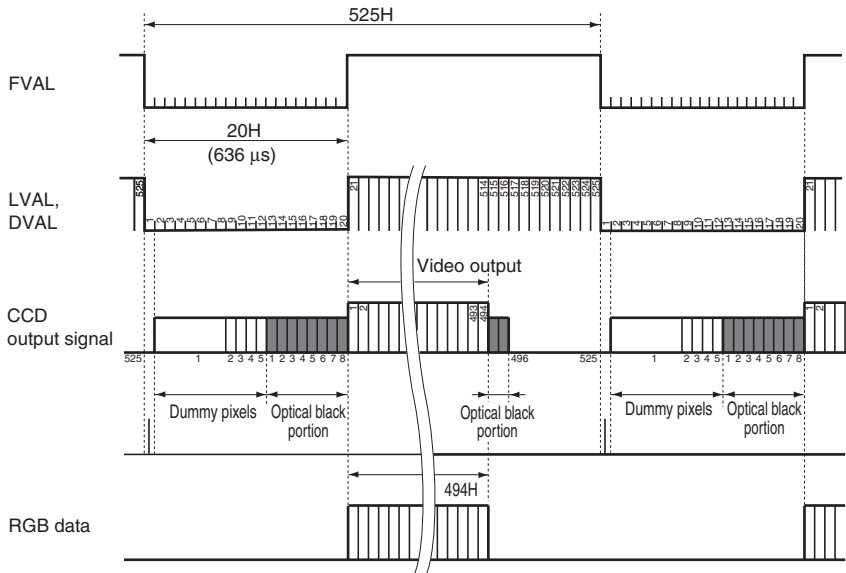 525H
FVAL
20H
(636 μs)
LVAL,
DVAL
525 1 2 3 4 5 6 7 8 9 10 11 12 13 14 15 16 17 18 19 20 21 514 515 516 517 518 519 520 521 522 523 524 525 1 2 3 4 5 6 7 8 9 10 11 12 13 14 15 16 17 18 19 20 21
Video output
CCD
output signal
1 2 493 494 1 2
525 1 2 3 4 5 1 2 3 4 5 6 7 8 496 525 1 2 3 4 5 1 2 3 4 5 6 7 8
Dummy pixels
Optical black
portion
Optical black
portion
Dummy pixels
Optical black
portion
494H
RGB data